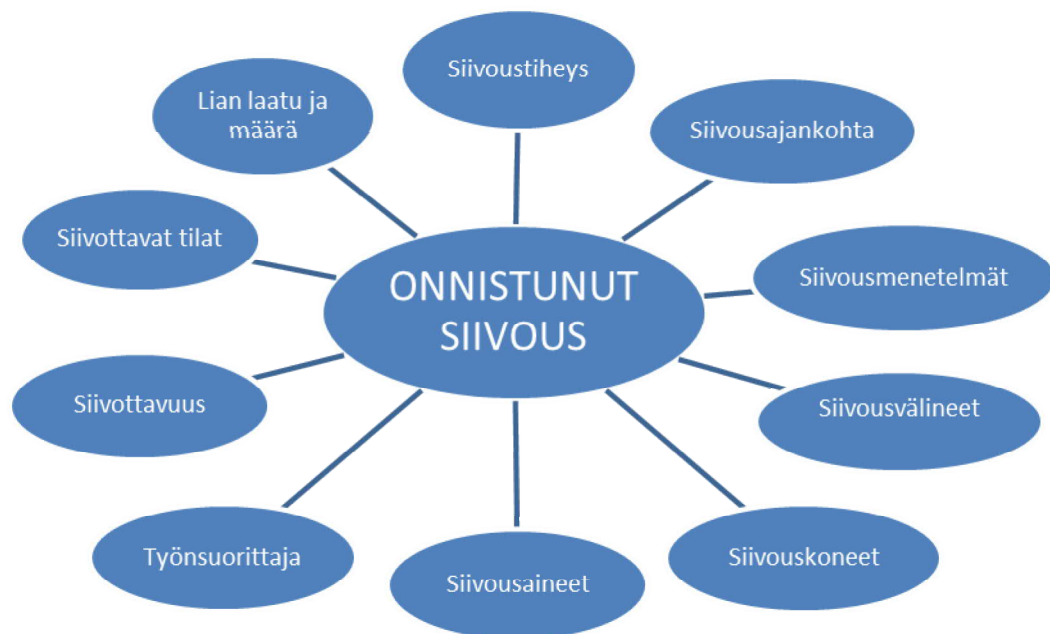 Siivoustiheys
Lian laatu ja
määrä
Siivousajankohta
Siivottavat tilat
ONNISTUNUT
SIIVOUS
Siivousmenetelmät
Siivottavuus
Siivousvälineet
Työnsuorittaja
Siivousaineet
Siivouskoneet